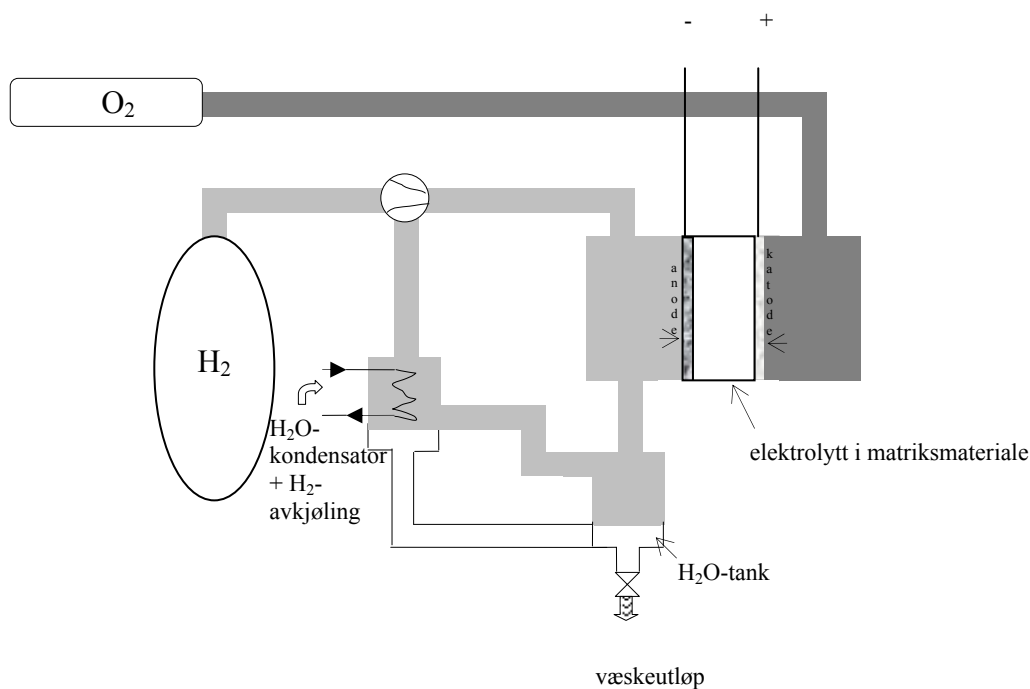 - +
O₂
anode
katode
H₂
H₂O-
kondensator
+ H₂-
avkjøling
elektrolytt i matriksmateriale
H₂O-tank
væskeutløp